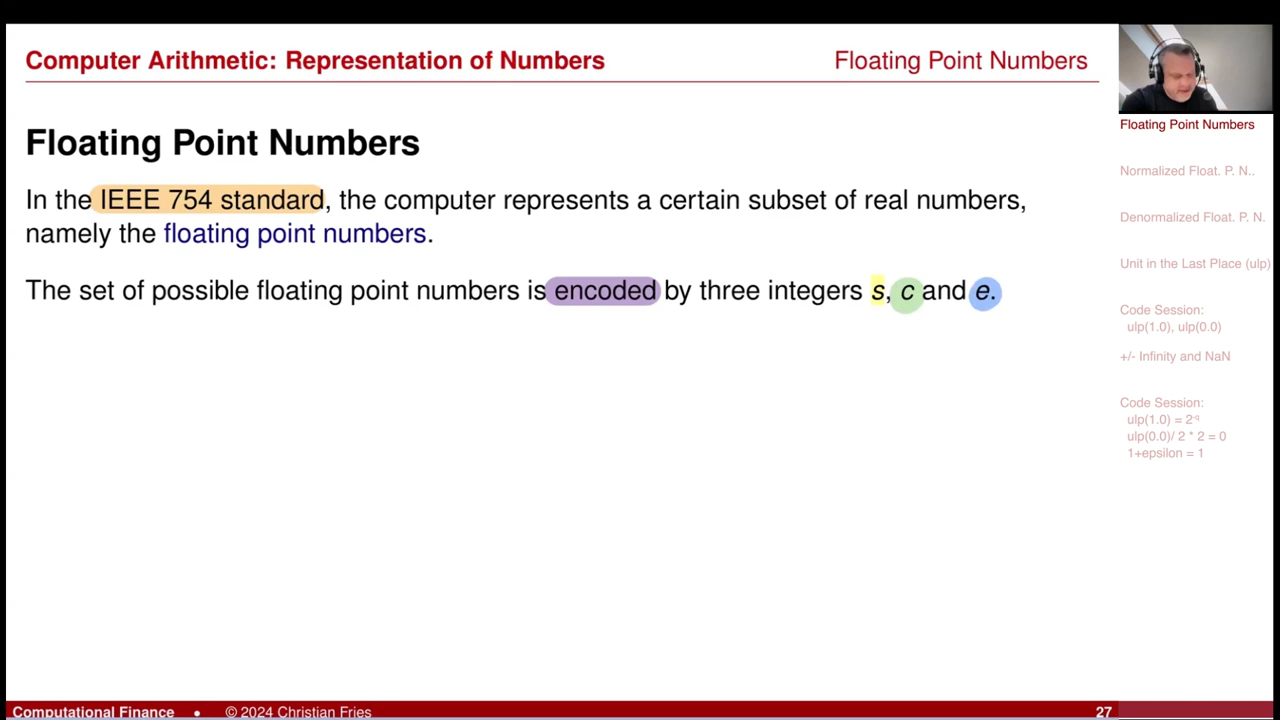 Computer Arithmetic: Representation of Numbers
Floating Point Numbers
Floating Point Numbers
In the IEEE 754 standard, the computer represents a certain subset of real numbers,
namely the floating point numbers.
The set of possible floating point numbers is encoded by three integers s, c and e.
Floating Point Numbers
Normalized Float. P. N..
Denormalized Float. P. N.
Unit in the Last Place (ulp)
Code Session:
ulp(1.0), ulp(0.0)
+/- Infinity and NaN
Code Session:
ulp(1.0) = 2^-q
ulp(0.0)/ 2 * 2 = 0
1+epsilon = 1
Computational Finance • © 2024 Christian Fries
27